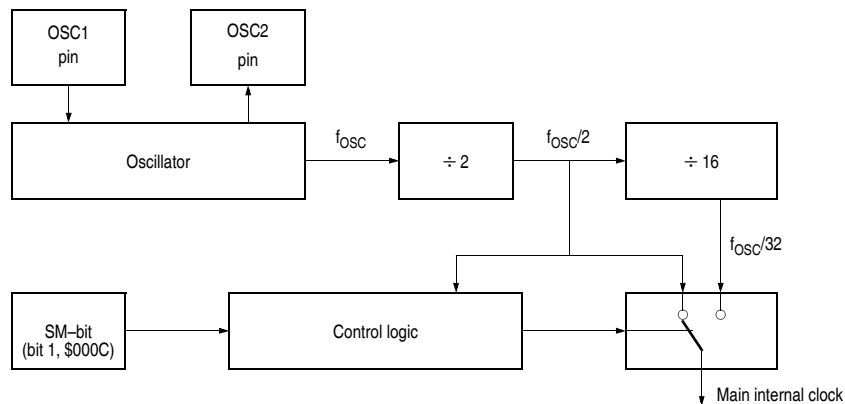 OSC1
pin
OSC2
pin
Oscillator
fOSC
÷ 2
fOSC/2
÷ 16
fOSC/32
SM–bit
(bit 1, $000C)
Control logic
Main internal clock